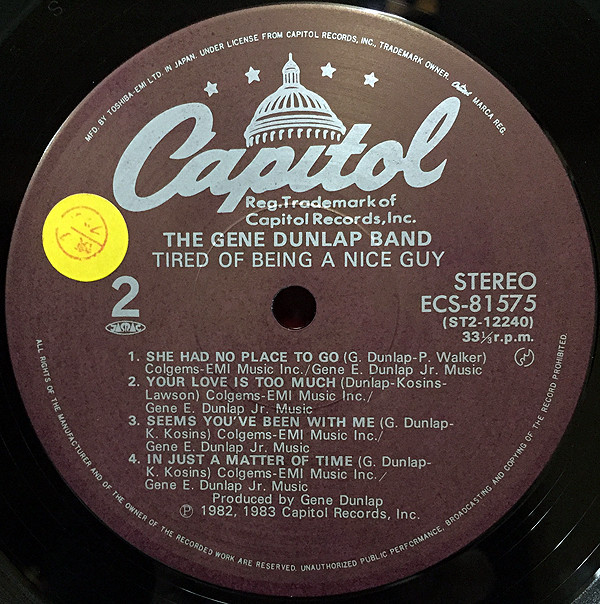 MFD. BY TOSHIBA-EMI LTD. IN JAPAN. UNDER LICENSE FROM CAPITOL RECORDS, INC., TRADEMARK OWNER. Capitol MARCA REG.
Capitol
Reg. Trademark of
Capitol Records, Inc.
THE GENE DUNLAP BAND
TIRED OF BEING A NICE GUY
2
JASRAC
STEREO
ECS-81575
(ST2-12240)
33⅓ r.p.m.
1. SHE HAD NO PLACE TO GO (G. Dunlap-P. Walker)
Colgems-EMI Music Inc./Gene E. Dunlap Jr. Music
2. YOUR LOVE IS TOO MUCH (Dunlap-Kosins-
Lawson) Colgems-EMI Music Inc./
Gene E. Dunlap Jr. Music
3. SEEMS YOU'VE BEEN WITH ME (G. Dunlap-
K. Kosins) Colgems-EMI Music Inc./
Gene E. Dunlap Jr. Music
4. IN JUST A MATTER OF TIME (G. Dunlap-
K. Kosins) Colgems-EMI Music Inc./
Gene E. Dunlap Jr. Music
Produced by Gene Dunlap
Ⓟ 1982, 1983 Capitol Records, Inc.
ALL RIGHTS OF THE MANUFACTURER AND OF THE OWNER OF THE RECORDED WORK ARE RESERVED. UNAUTHORIZED PUBLIC PERFORMANCE, BROADCASTING AND COPYING OF THE RECORD PROHIBITED.